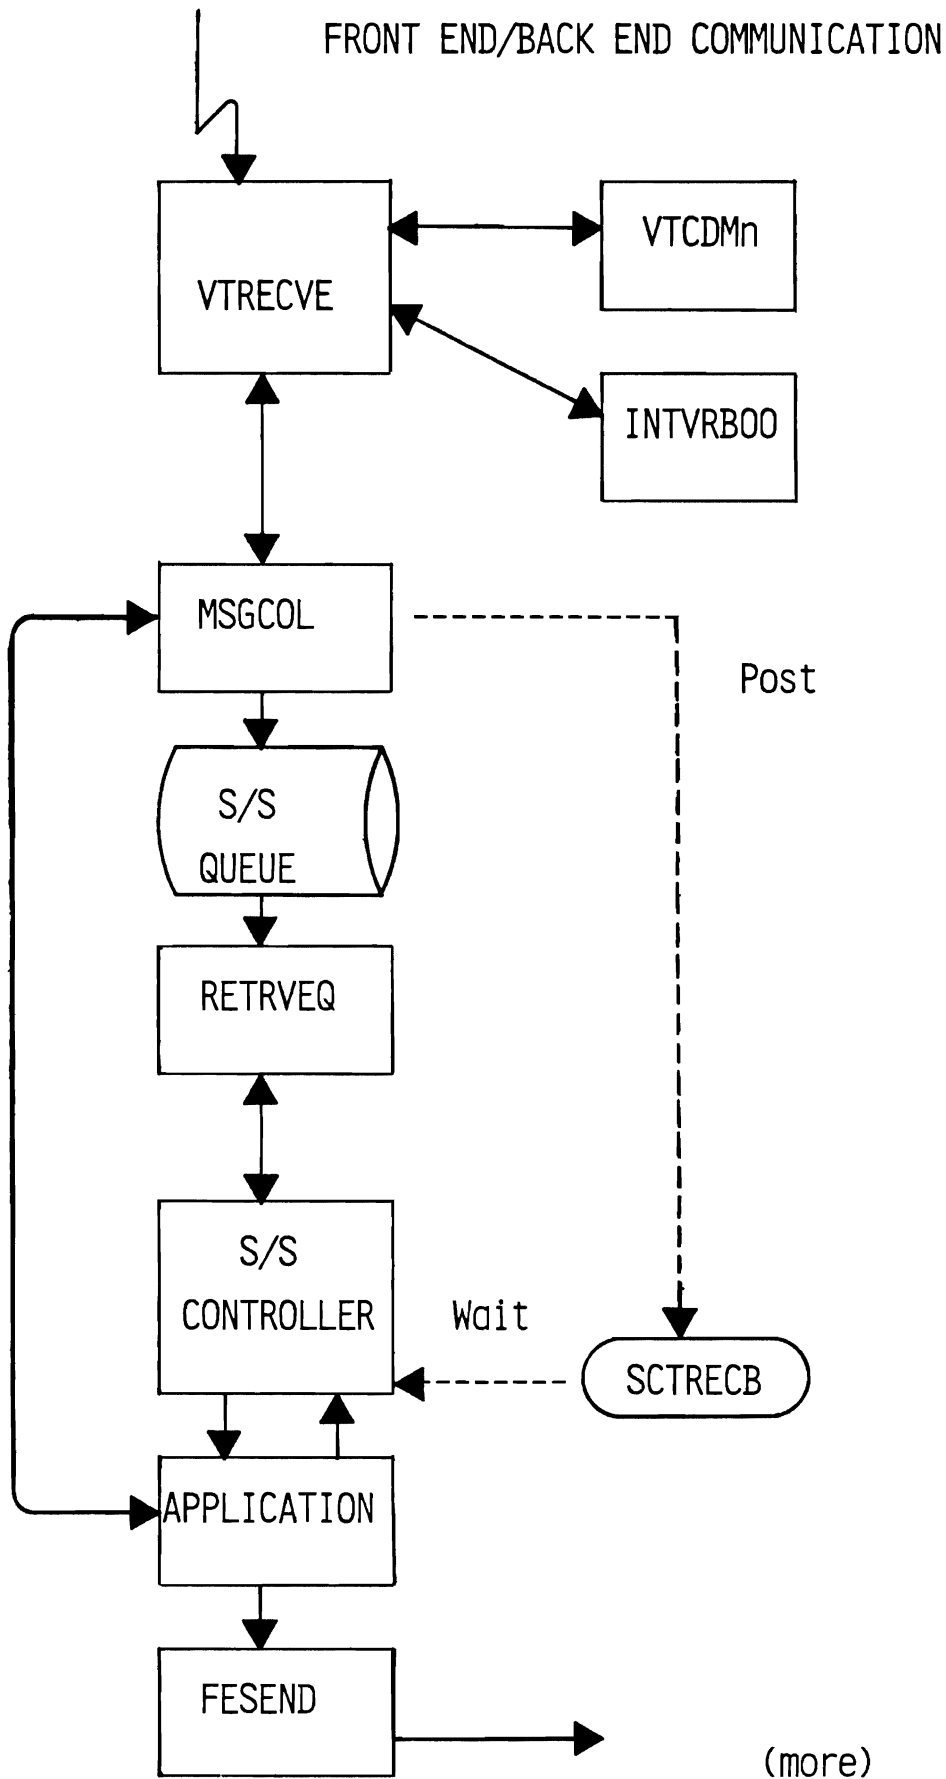 FRONT END/BACK END COMMUNICATION
VTCDMn
VTRECVE
INTVRB00
MSGCOL
Post
S/S
QUEUE
RETRVEQ
S/S
CONTROLLER
Wait
SCTRECB
APPLICATION
FESEND
(more)